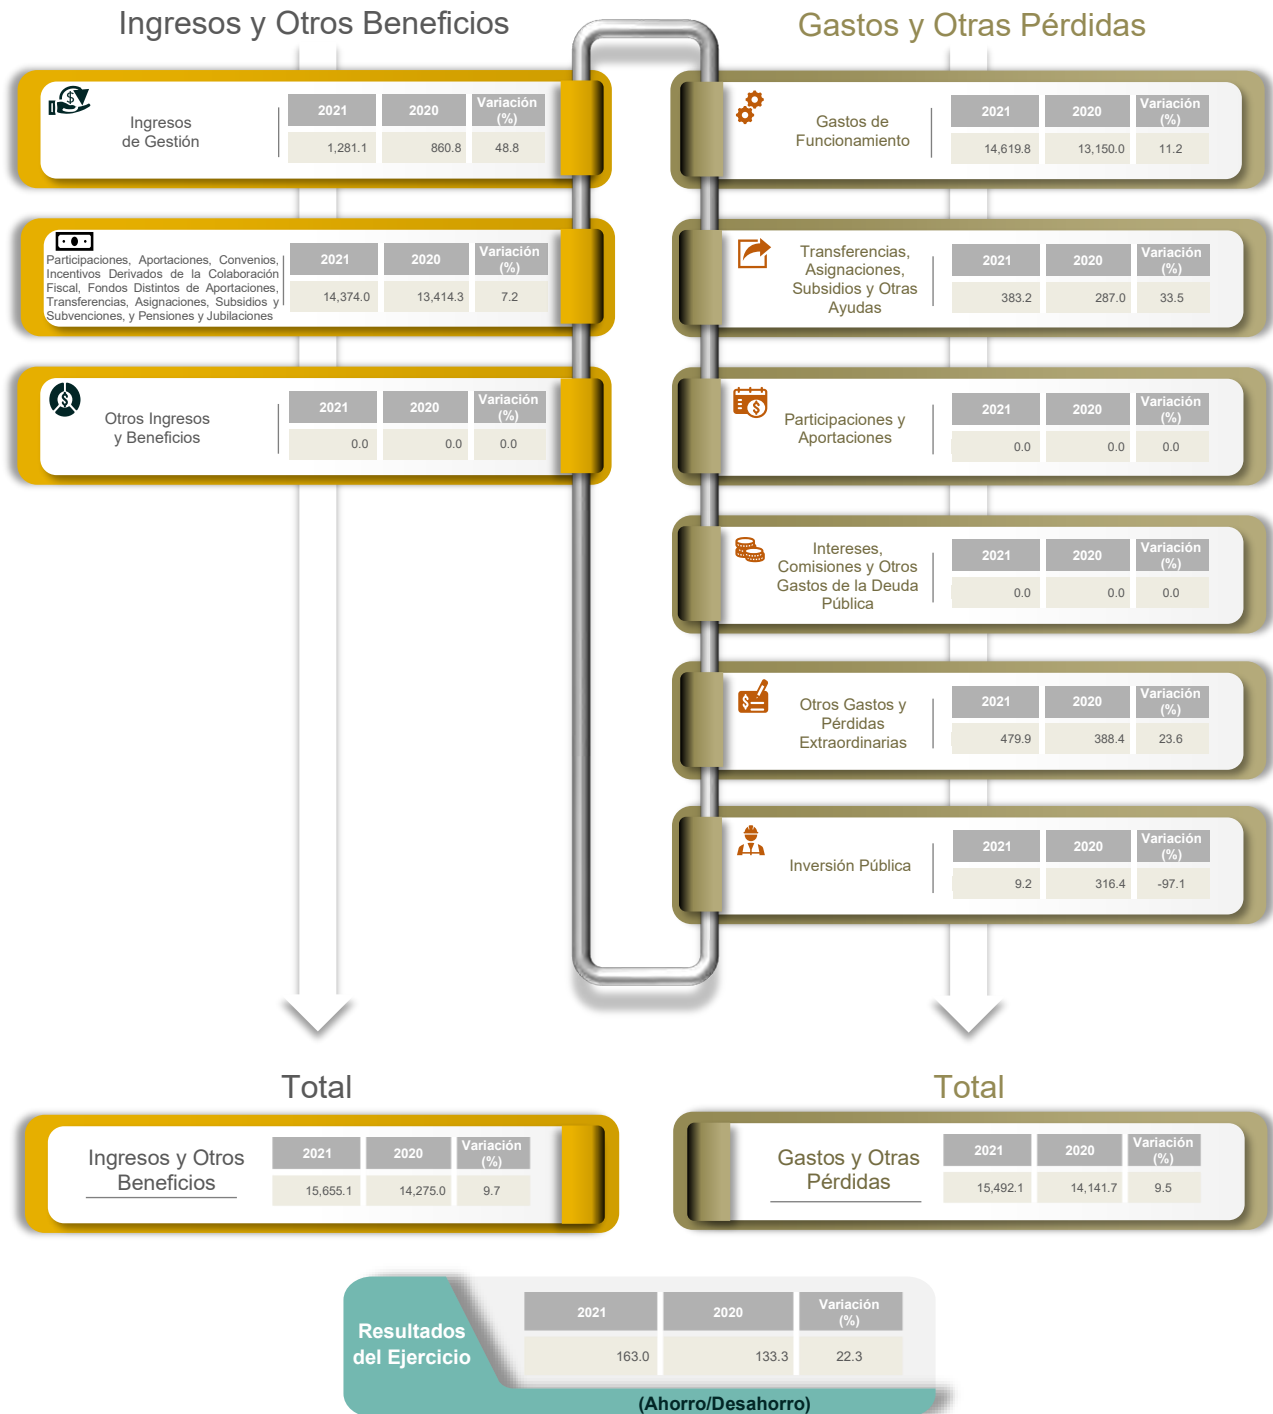 Ingresos y Otros Beneficios
Ingresos
de Gestión
2021 2020 Variación (%)
1,281.1 860.8 48.8
Participaciones, Aportaciones, Convenios,
Incentivos Derivados de la Colaboración
Fiscal, Fondos Distintos de Aportaciones,
Transferencias, Asignaciones, Subsidios y
Subvenciones, y Pensiones y Jubilaciones
2021 2020 Variación (%)
14,374.0 13,414.3 7.2
Otros Ingresos
y Beneficios
2021 2020 Variación (%)
0.0 0.0 0.0
Gastos y Otras Pérdidas
Gastos de
Funcionamiento
2021 2020 Variación (%)
14,619.8 13,150.0 11.2
Transferencias,
Asignaciones,
Subsidios y Otras
Ayudas
2021 2020 Variación (%)
383.2 287.0 33.5
Participaciones y
Aportaciones
2021 2020 Variación (%)
0.0 0.0 0.0
Intereses,
Comisiones y Otros
Gastos de la Deuda
Pública
2021 2020 Variación (%)
0.0 0.0 0.0
Otros Gastos y
Pérdidas
Extraordinarias
2021 2020 Variación (%)
479.9 388.4 23.6
Inversión Pública
2021 2020 Variación (%)
9.2 316.4 -97.1
Total
Ingresos y Otros
Beneficios
2021 2020 Variación (%)
15,655.1 14,275.0 9.7
Total
Gastos y Otras
Pérdidas
2021 2020 Variación (%)
15,492.1 14,141.7 9.5
Resultados
del Ejercicio
2021 2020 Variación (%)
163.0 133.3 22.3
(Ahorro/Desahorro)